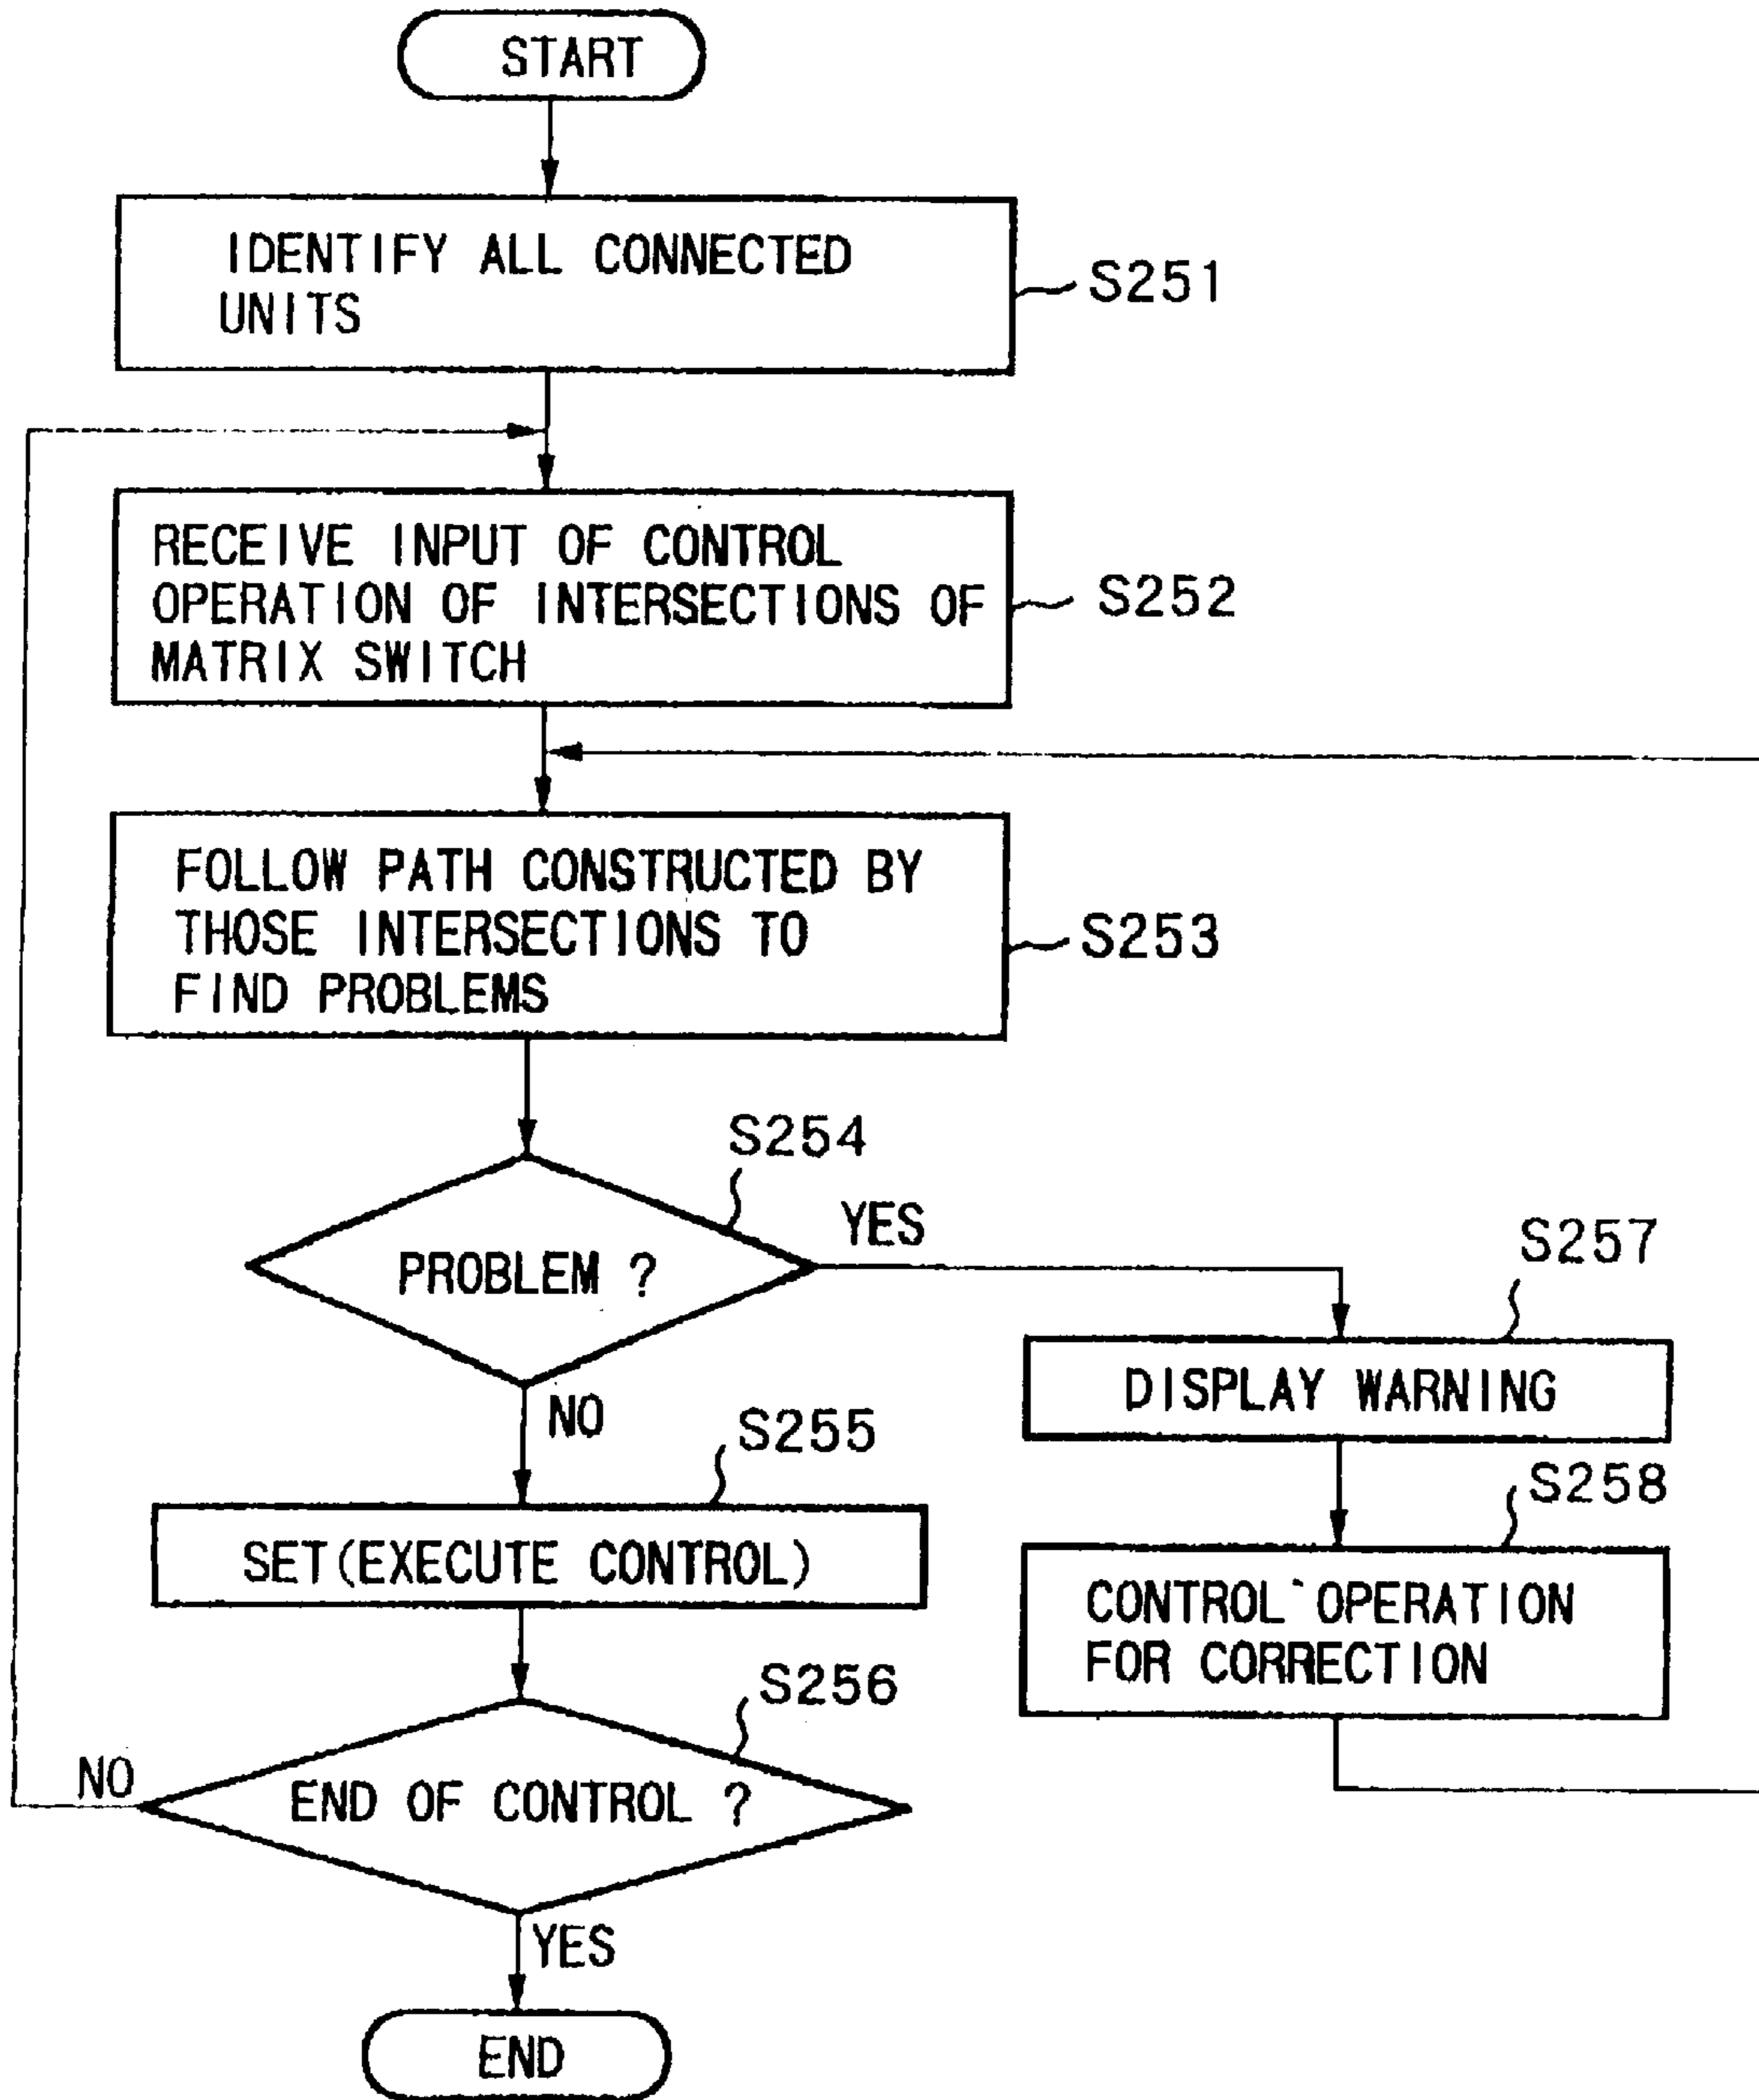 START
IDENTIFY ALL CONNECTED
UNITS
S251
RECEIVE INPUT OF CONTROL
OPERATION OF INTERSECTIONS OF
MATRIX SWITCH
S252
FOLLOW PATH CONSTRUCTED BY
THOSE INTERSECTIONS TO
FIND PROBLEMS
S253
S254
PROBLEM ?
YES
NO
S257
DISPLAY WARNING
S255
SET(EXECUTE CONTROL)
S258
CONTROL OPERATION
FOR CORRECTION
S256
END OF CONTROL ?
NO
YES
END